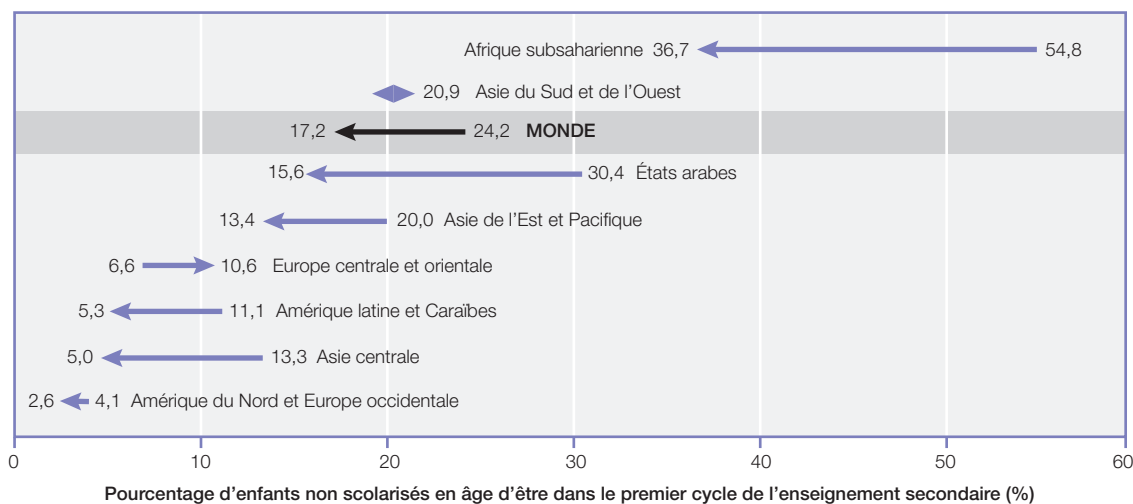 Afrique subsaharienne 36,7 54,8
20,9 Asie du Sud et de l’Ouest
17,2 24,2 MONDE
15,6 30,4 États arabes
13,4 20,0 Asie de l’Est et Pacifique
6,6 10,6 Europe centrale et orientale
5,3 11,1 Amérique latine et Caraïbes
5,0 13,3 Asie centrale
2,6 4,1 Amérique du Nord et Europe occidentale
0 10 20 30 40 50 60
Pourcentage d’enfants non scolarisés en âge d’être dans le premier cycle de l’enseignement secondaire (%)